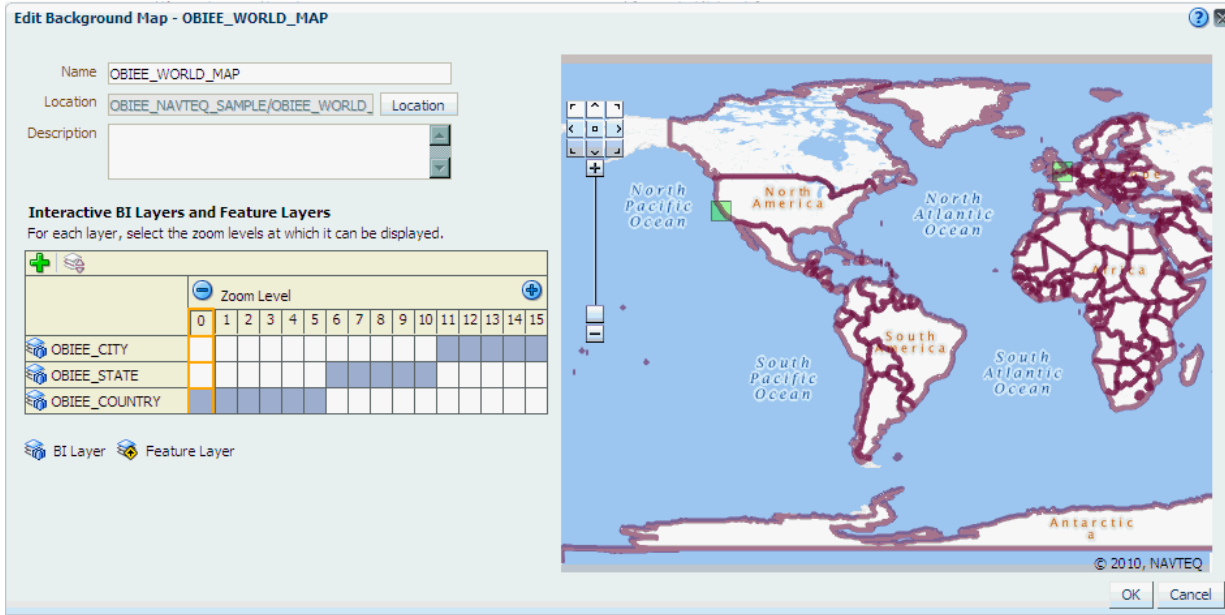 Edit Background Map - OBIEE_WORLD_MAP
Name OBIEE_WORLD_MAP
Location OBIEE_NAVTEQ_SAMPLE/OBIEE_WORLD_ Location
Description
Interactive BI Layers and Feature Layers
For each layer, select the zoom levels at which it can be displayed.
Zoom Level
0 1 2 3 4 5 6 7 8 9 10 11 12 13 14 15
OBIEE_CITY
OBIEE_STATE
OBIEE_COUNTRY
BI Layer Feature Layer
North
Pacific
Ocean
North
America
North
Atlantic
Ocean
Africa
South
America
South
Pacific
Ocean
South
Atlantic
Ocean
Antarctic
a
© 2010, NAVTEQ
OK Cancel